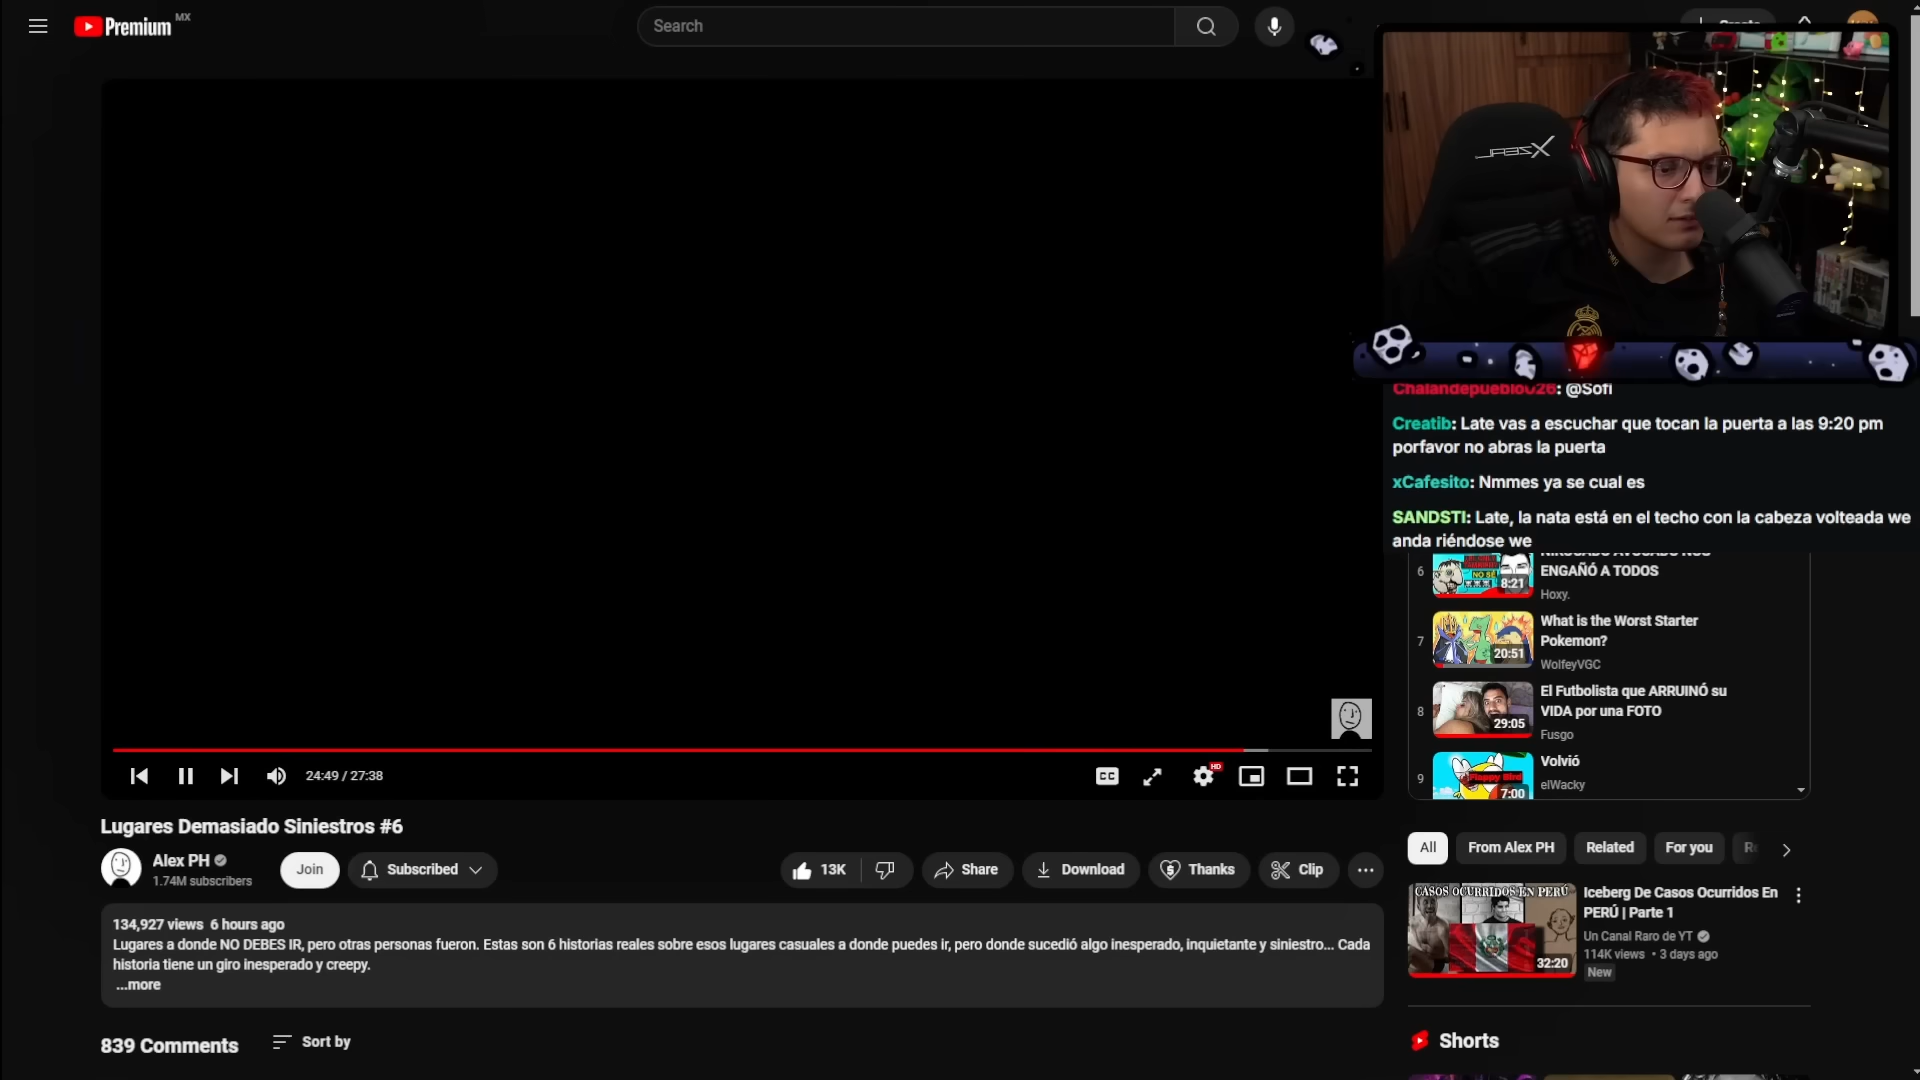 Premium MX
Search
Create
Chalandepueblo026: @Sofi
Creatib: Late vas a escuchar que tocan la puerta a las 9:20 pm
porfavor no abras la puerta
xCafesito: Nmmes ya se cual es
SANDSTI: Late, la nata está en el techo con la cabeza volteada we
anda riéndose we
6
8:21
NIKOCADO AVOCADO NOS
ENGAÑÓ A TODOS
Hoxy.
7
20:51
What is the Worst Starter
Pokemon?
WolfeyVGC
8
29:05
El Futbolista que ARRUINÓ su
VIDA por una FOTO
Fusgo
9
Floppy Bird
7:00
Volvió
elWacky
24:49 / 27:38
CC
HD
Lugares Demasiado Siniestros #6
Alex PH
1.74M subscribers
Join
Subscribed
13K
Share
Download
Thanks
Clip
134,927 views 6 hours ago
Lugares a donde NO DEBES IR, pero otras personas fueron. Estas son 6 historias reales sobre esos lugares casuales a donde puedes ir, pero donde sucedió algo inesperado, inquietante y siniestro... Cada
historia tiene un giro inesperado y creepy.
...more
839 Comments
Sort by
All
From Alex PH
Related
For you
CASOS OCURRIDOS EN PERÚ
32:20
Iceberg De Casos Ocurridos En
PERÚ | Parte 1
Un Canal Raro de YT
114K views • 3 days ago
New
Shorts